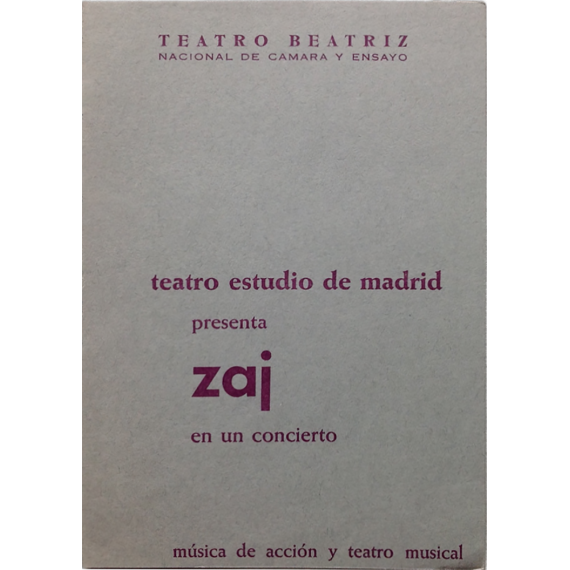 TEATRO BEATRIZ
NACIONAL DE CAMARA Y ENSAYO
teatro estudio de madrid
presenta
zaj
en un concierto
música de acción y teatro musical